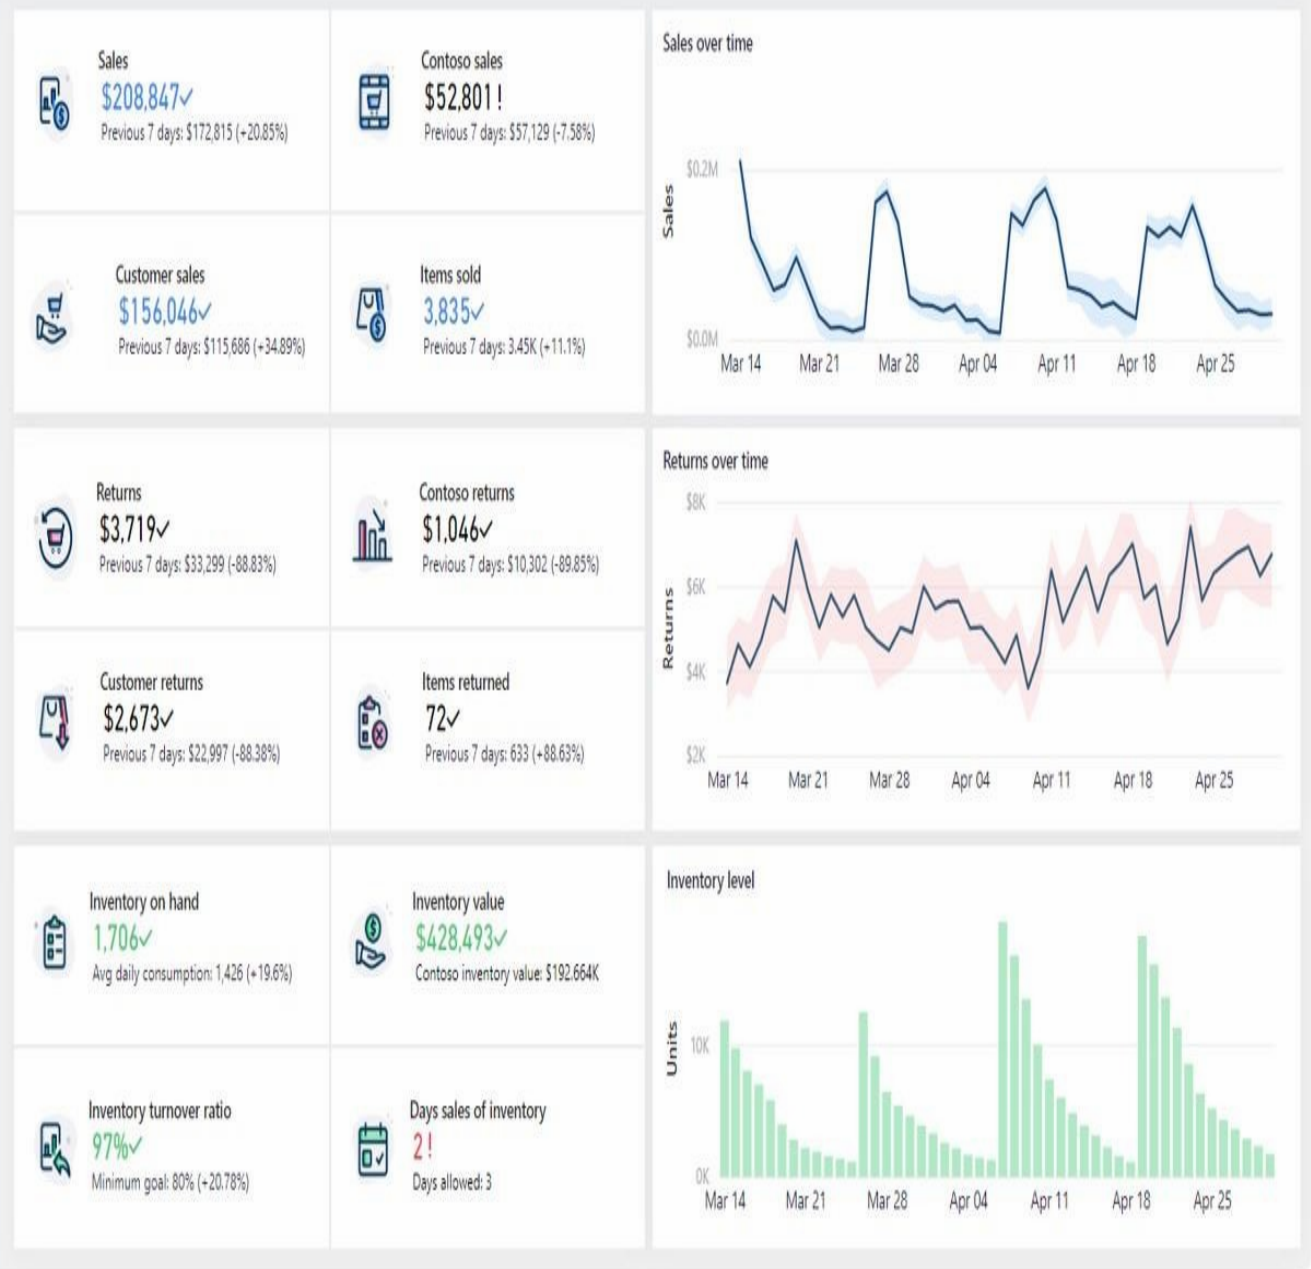 Sales
$208,847✓
Previous 7 days: $172,815 (+20.85%)
Contoso sales
$52,801!
Previous 7 days: $57,129 (-7.58%)
Customer sales
$156,046✓
Previous 7 days: $115,686 (+34.89%)
Items sold
3,835✓
Previous 7 days: 3.45K (+11.1%)
Sales over time
$0.2M
Sales
$0.0M
Mar 14 Mar 21 Mar 28 Apr 04 Apr 11 Apr 18 Apr 25
Returns
$3,719✓
Previous 7 days: $33,299 (-88.83%)
Contoso returns
$1,046✓
Previous 7 days: $10,302 (-89.85%)
Customer returns
$2,673✓
Previous 7 days: $22,997 (-88.38%)
Items returned
72✓
Previous 7 days: 633 (+88.63%)
Returns over time
$8K
$6K
Returns
$4K
$2K
Mar 14 Mar 21 Mar 28 Apr 04 Apr 11 Apr 18 Apr 25
Inventory on hand
1,706✓
Avg daily consumption: 1,426 (+19.6%)
Inventory value
$428,493✓
Contoso inventory value: $192.664K
Inventory turnover ratio
97%✓
Minimum goal: 80% (+20.78%)
Days sales of inventory
2!
Days allowed: 3
Inventory level
Units
10K
0K
Mar 14 Mar 21 Mar 28 Apr 04 Apr 11 Apr 18 Apr 25